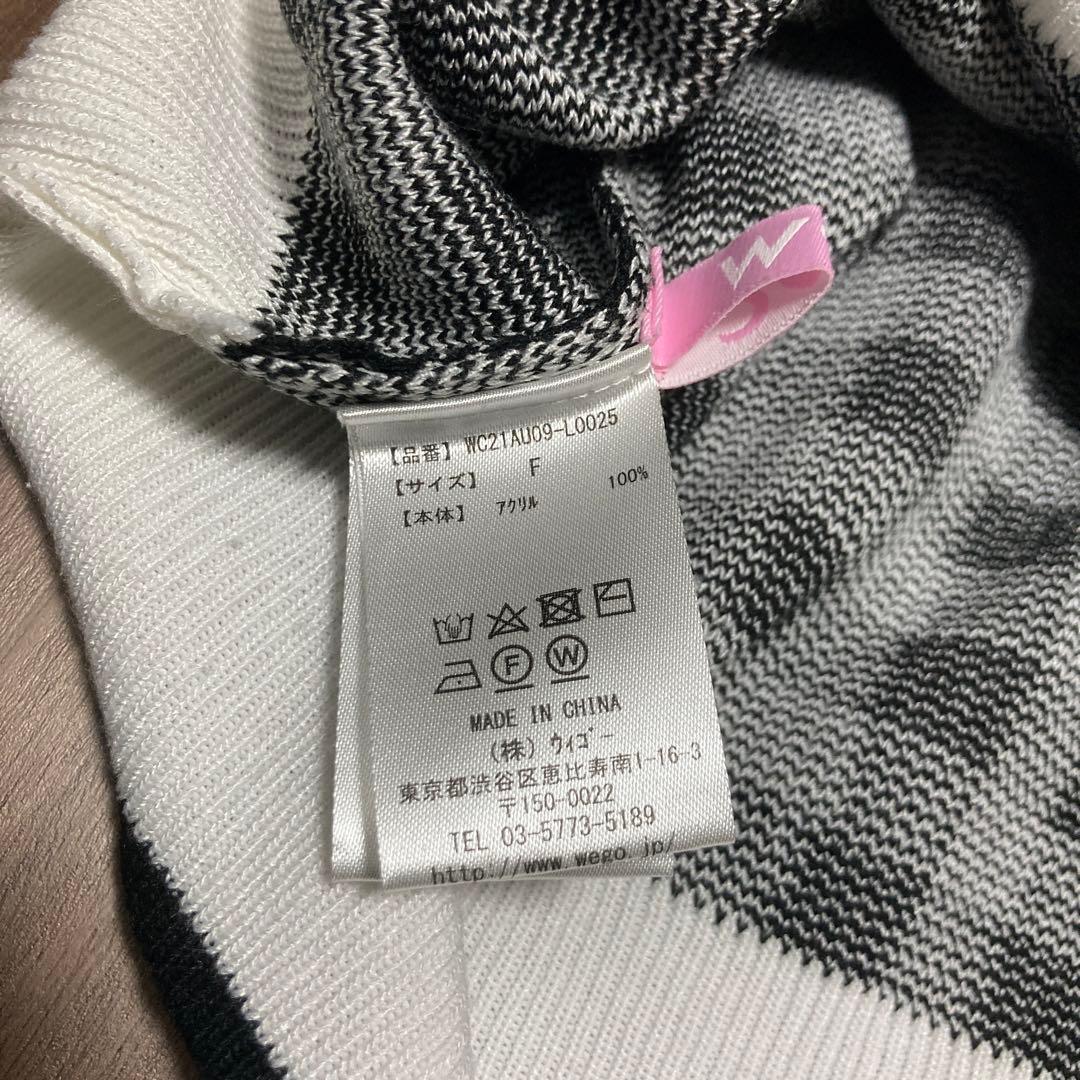 W
【品番】 WC21AU09-L0025
【サイズ】 F
【本体】 ｱｸﾘﾙ 100%
F W
MADE IN CHINA
(株) ｳｨｺﾞｰ
東京都渋谷区恵比寿南1-16-3
〒150-0022
TEL 03-5773-5189
http://www.wego.jp/